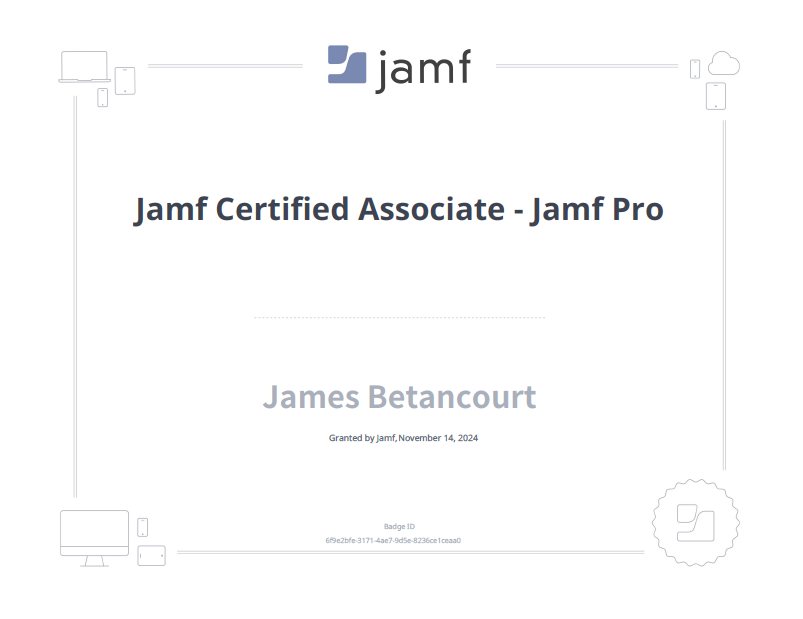 jamf
Jamf Certified Associate - Jamf Pro
James Betancourt
Granted by Jamf, November 14, 2024
Badge ID
6f9e2bfe-3171-4ae7-9d5e-8236ce1ceaa0